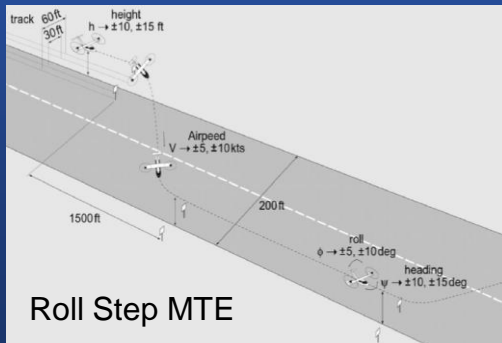 track
60ft
30ft
height
h → ±10, ±15 ft
Airpeed
V → ±5, ±10kts
200ft
1500ft
roll
ϕ → ±5, ±10deg
heading
ψ → ±10, ±15deg
Roll Step MTE